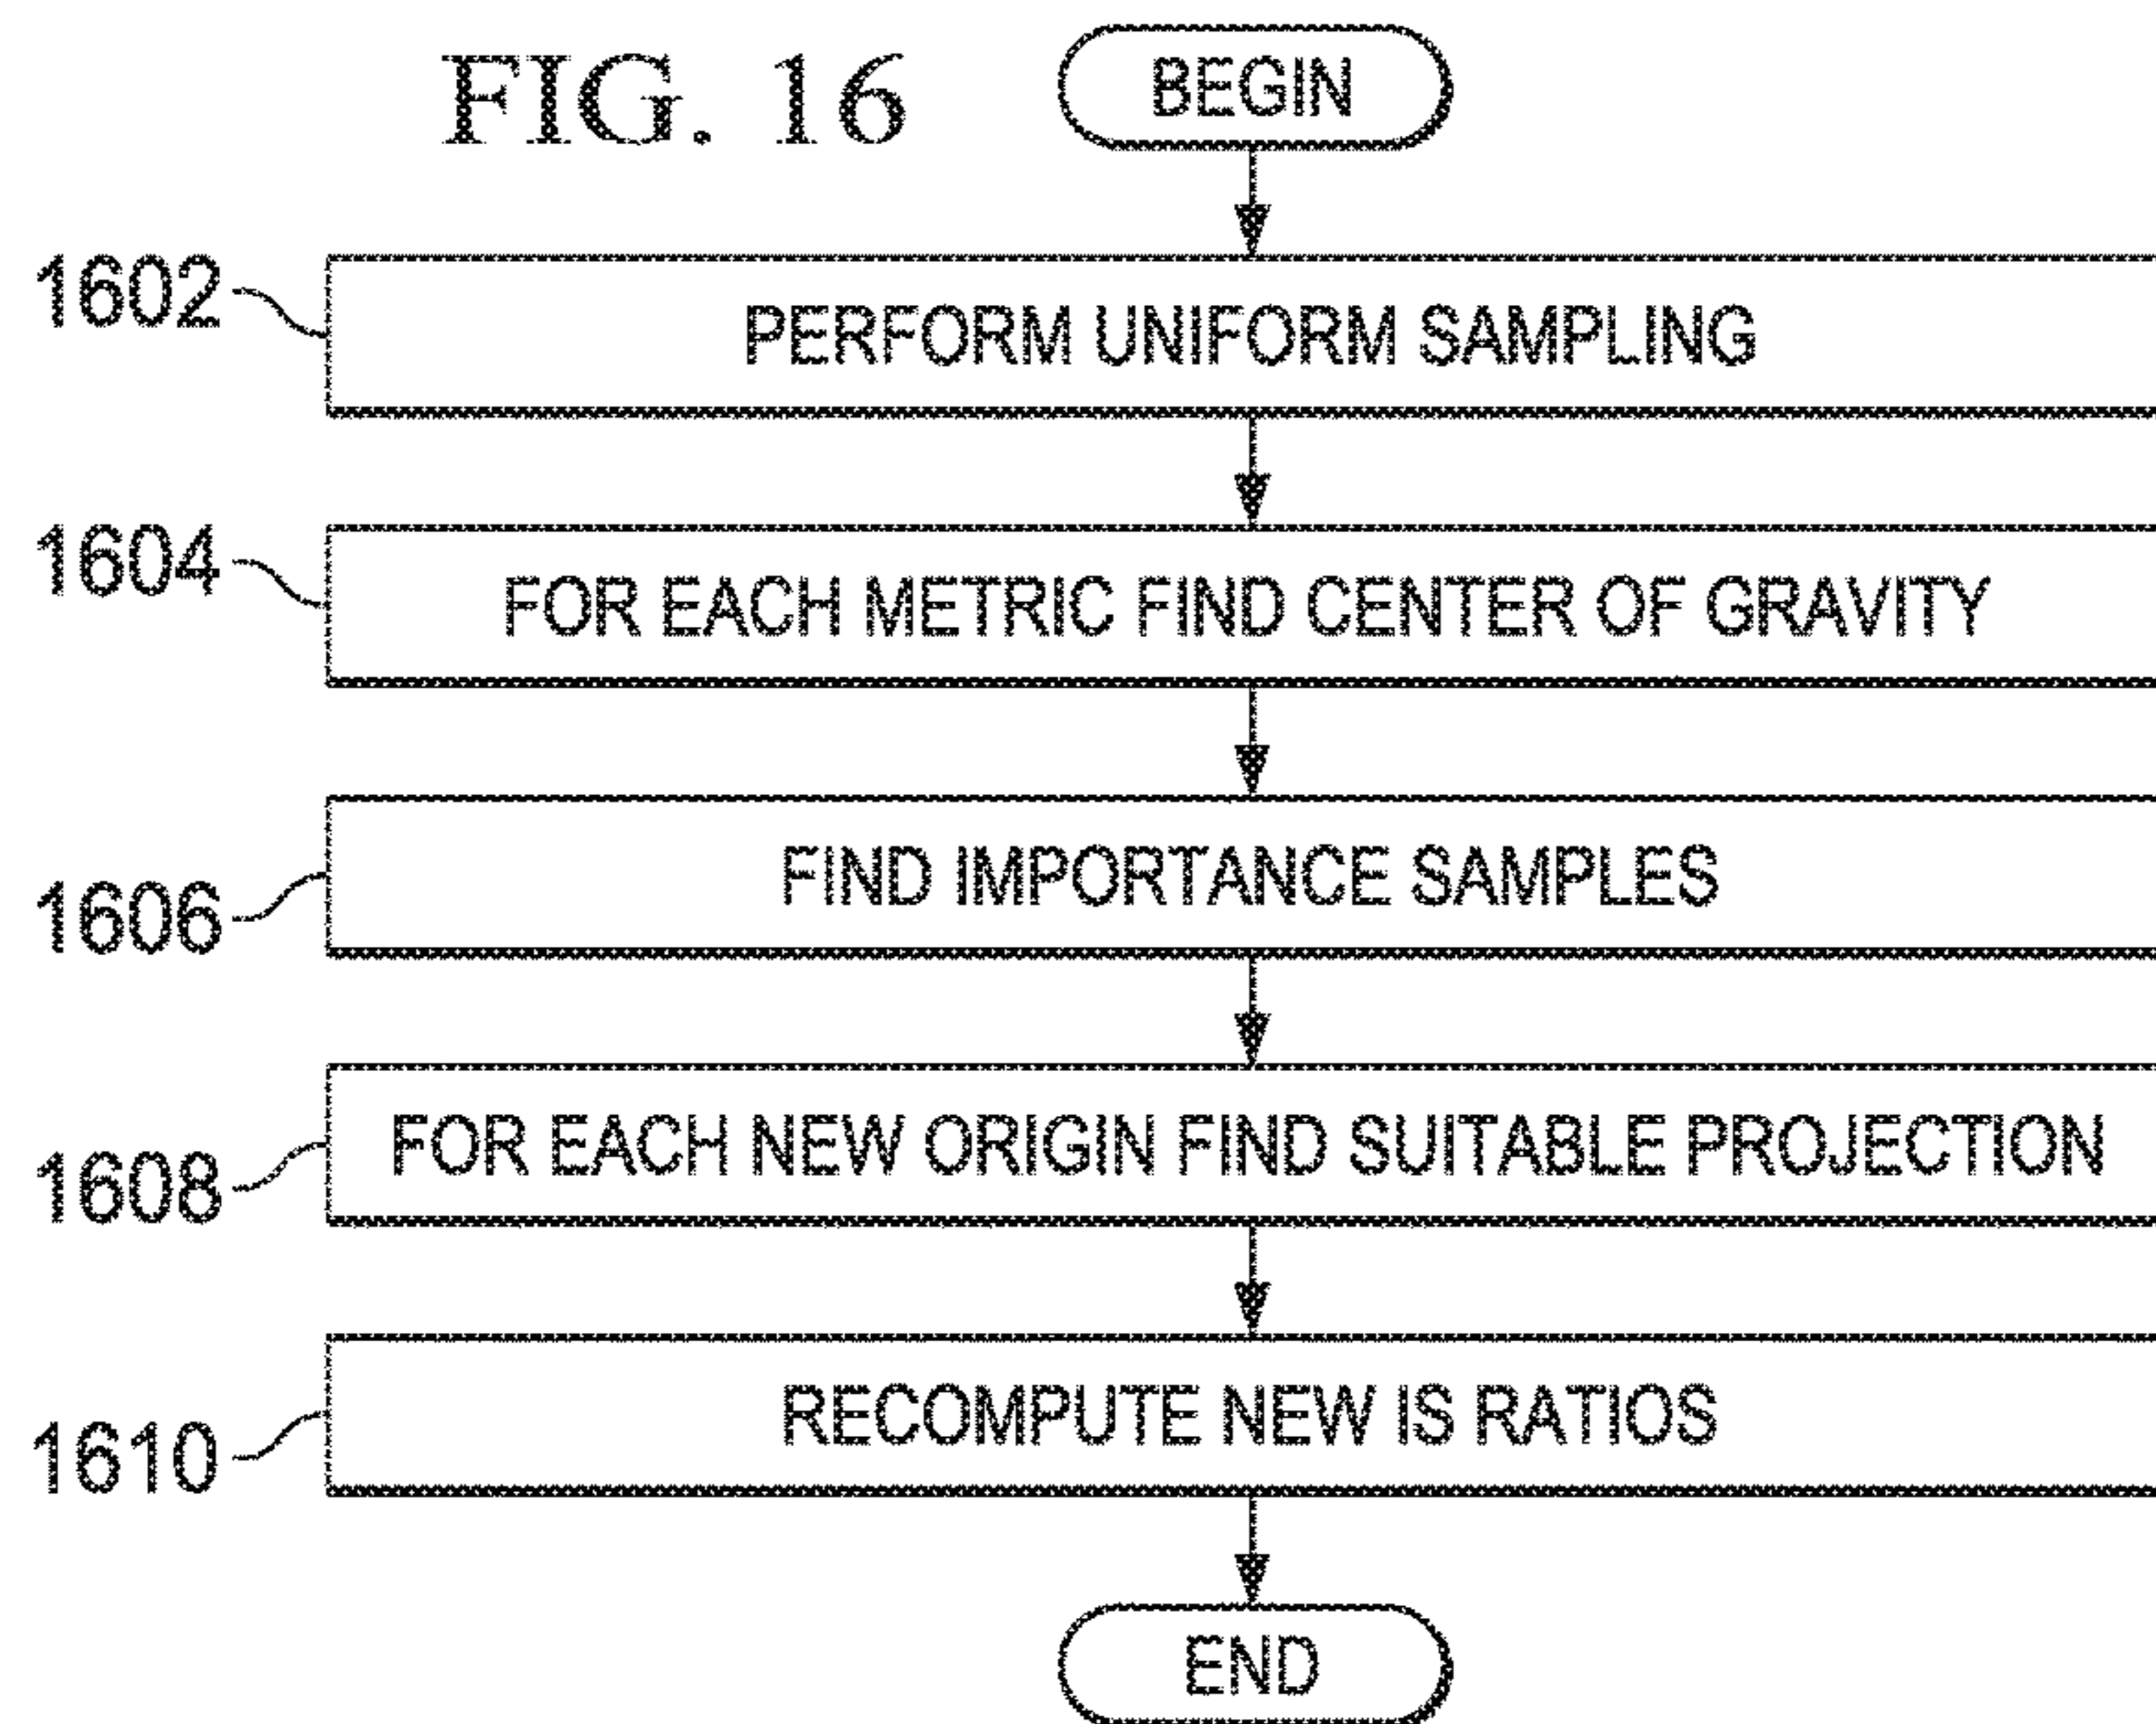 FIG. 16
BEGIN
1602
PERFORM UNIFORM SAMPLING
1604
FOR EACH METRIC FIND CENTER OF GRAVITY
1606
FIND IMPORTANCE SAMPLES
1608
FOR EACH NEW ORIGIN FIND SUITABLE PROJECTION
1610
RECOMPUTE NEW IS RATIOS
END